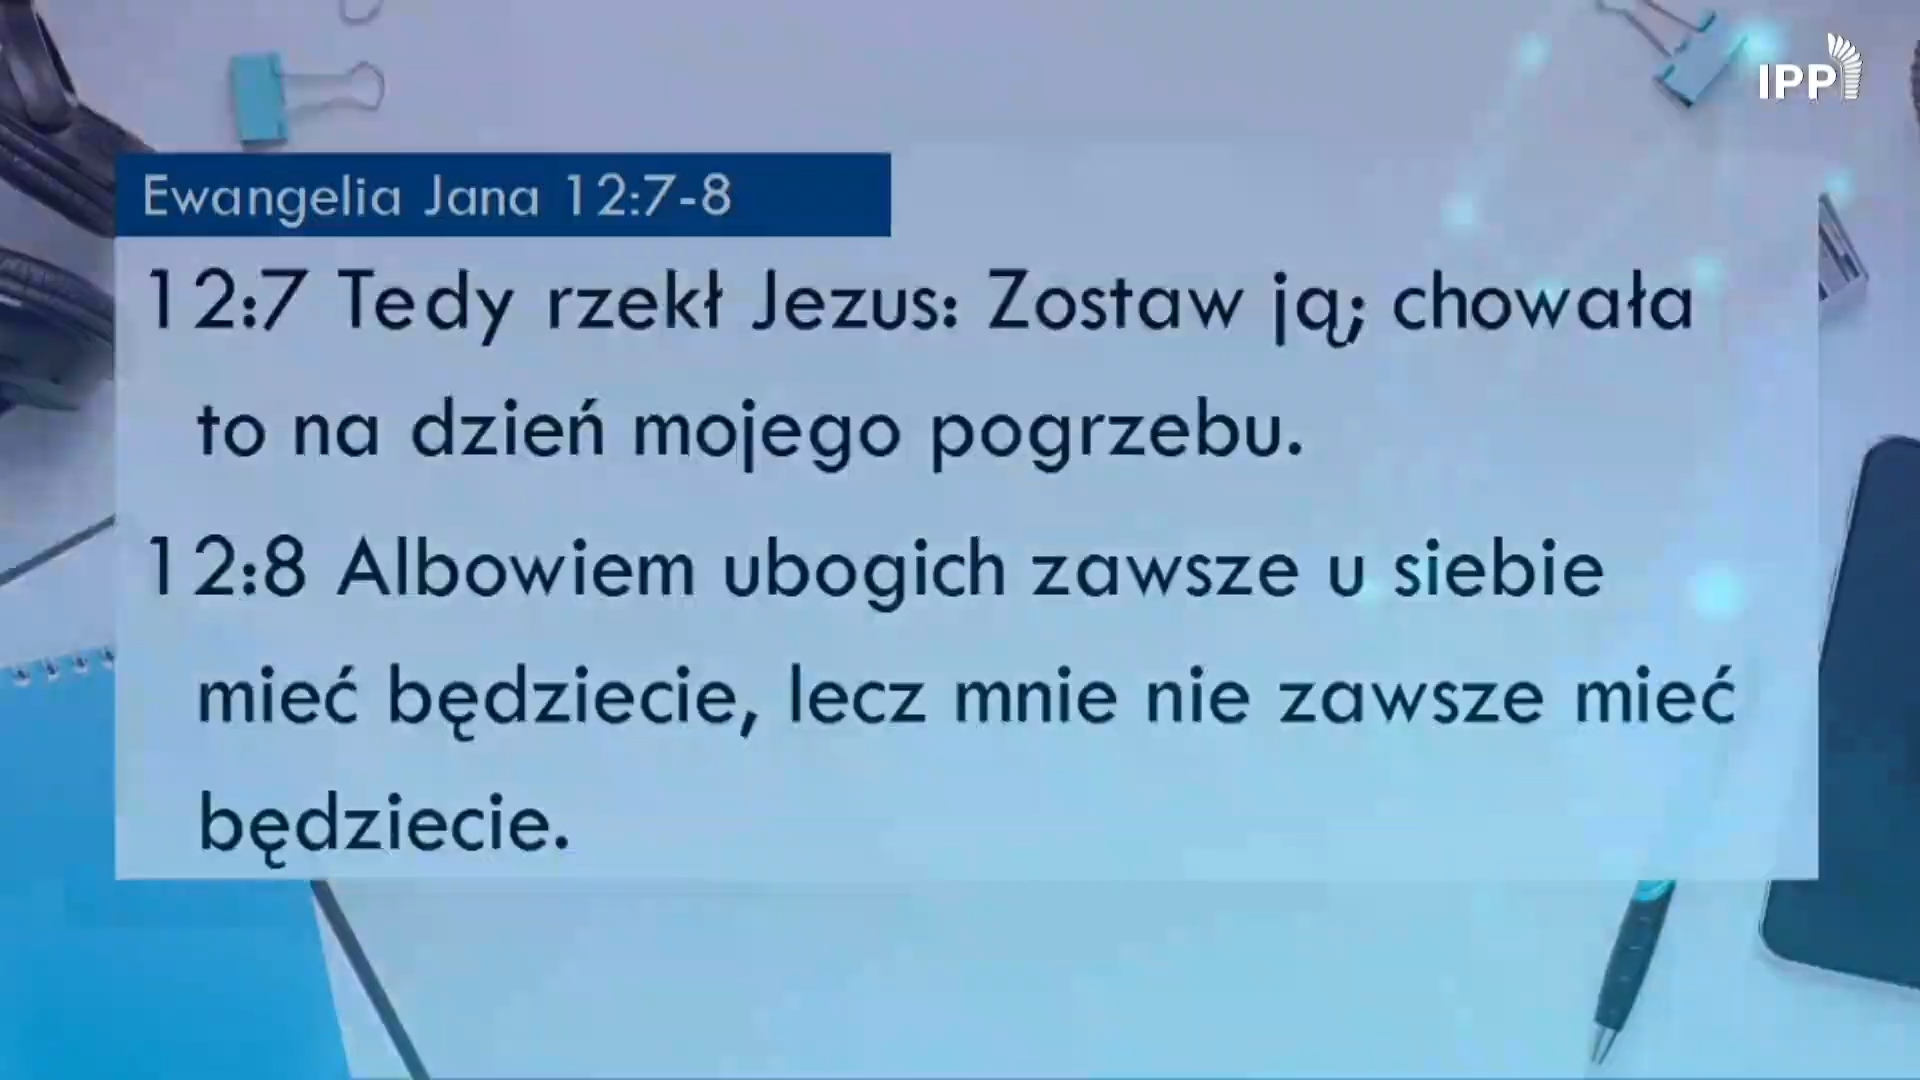 IPP
Ewangelia Jana 12:7-8
12:7 Tedy rzekł Jezus: Zostaw ją; chowała
to na dzień mojego pogrzebu.
12:8 Albowiem ubogich zawsze u siebie
mieć będziecie, lecz mnie nie zawsze mieć
będziecie.